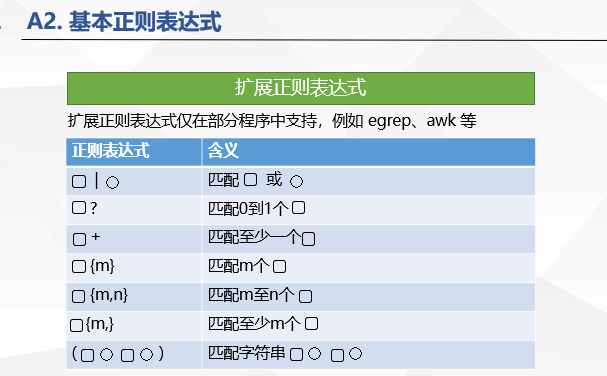 A2. 基本正则表达式
扩展正则表达式
扩展正则表达式仅在部分程序中支持，例如 egrep、awk 等
正则表达式 含义
▢ | ○ 匹配 ▢ 或 ○
▢ ? 匹配0到1个 ▢
▢ + 匹配至少一个▢
▢ {m} 匹配m个 ▢
▢ {m,n} 匹配m至n个 ▢
▢ {m,} 匹配至少m个 ▢
( ▢ ○ ▢ ○ ) 匹配字符串 ▢ ○ ▢ ○